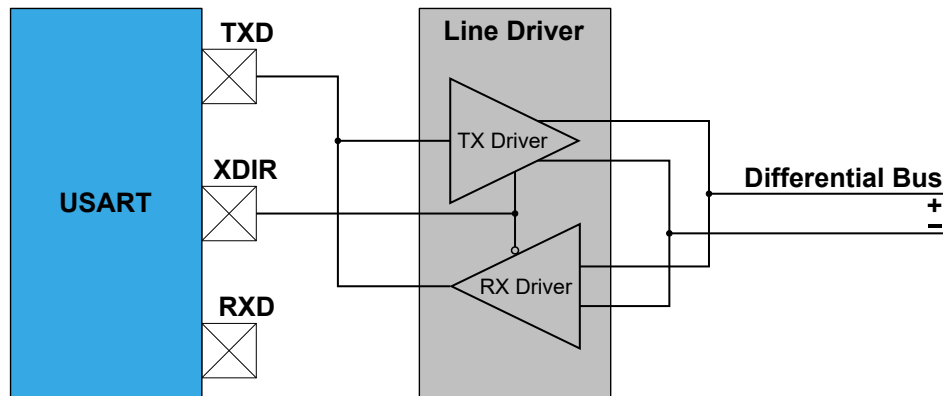 TXD
Line Driver
TX Driver
XDIR
Differential Bus
+
−
USART
RX Driver
RXD